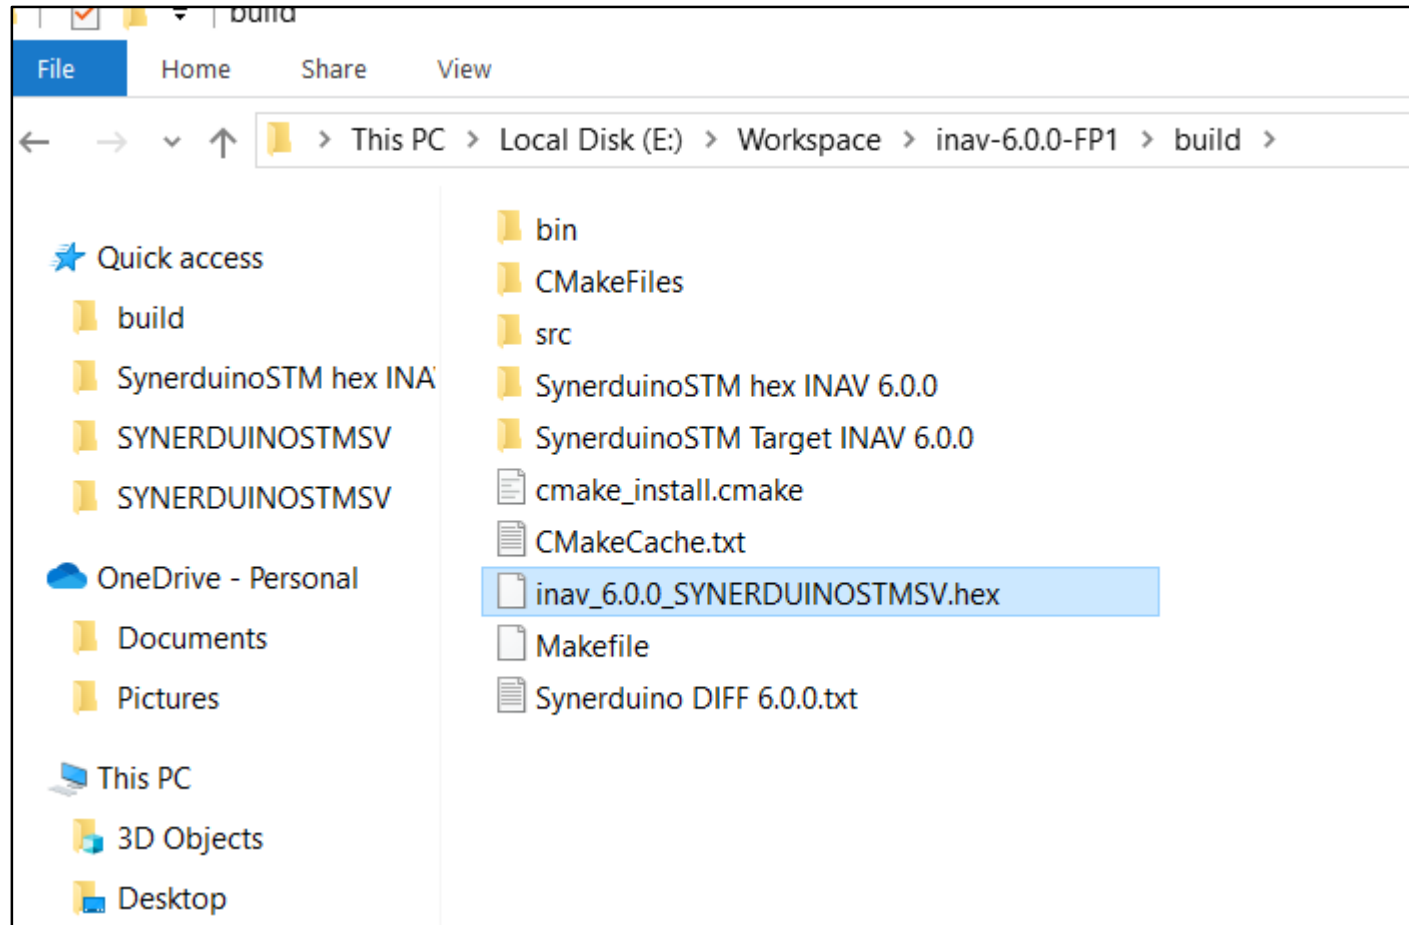 build
File Home Share View
This PC > Local Disk (E:) > Workspace > inav-6.0.0-FP1 > build >
Quick access
build
SynerduinoSTM hex INA
SYNERDUINOSTMSV
SYNERDUINOSTMSV
OneDrive - Personal
Documents
Pictures
This PC
3D Objects
Desktop
bin
CMakeFiles
src
SynerduinoSTM hex INAV 6.0.0
SynerduinoSTM Target INAV 6.0.0
cmake_install.cmake
CMakeCache.txt
inav_6.0.0_SYNERDUINOSTMSV.hex
Makefile
Synerduino DIFF 6.0.0.txt